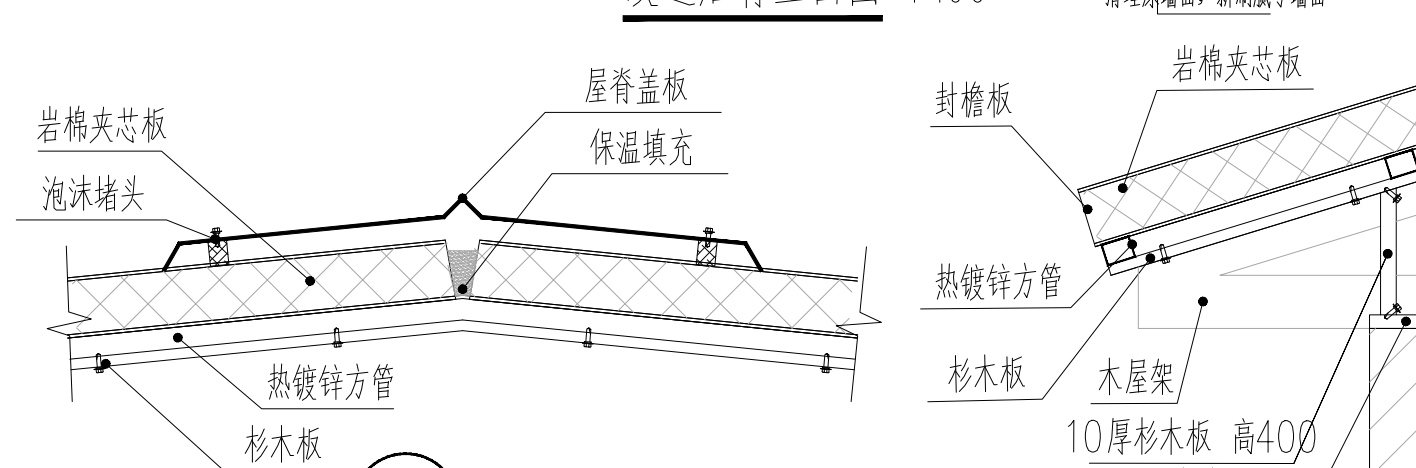 屋脊盖板
岩棉夹芯板
保温填充
泡沫堵头
热镀锌方管
杉木板
岩棉夹芯板
封檐板
热镀锌方管
杉木板
木屋架
10厚杉木板 高400